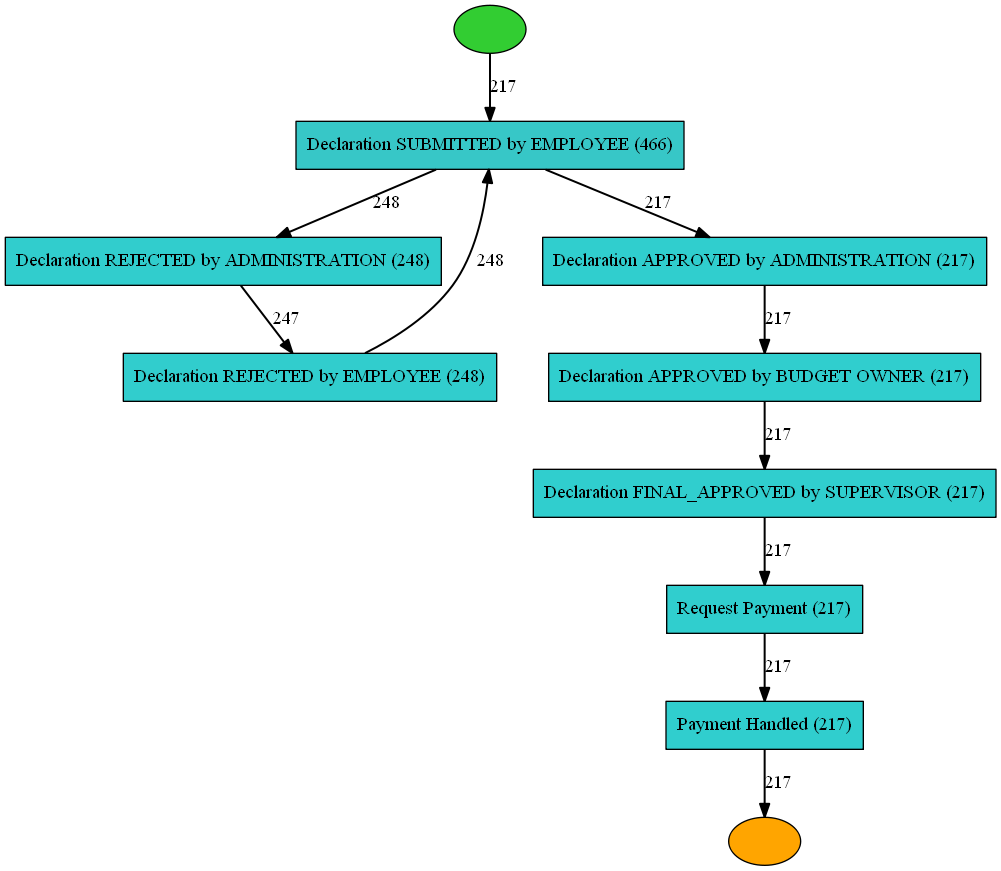 217
Declaration SUBMITTED by EMPLOYEE (466)
248
217
Declaration REJECTED by ADMINISTRATION (248)
248
Declaration APPROVED by ADMINISTRATION (217)
247
217
Declaration REJECTED by EMPLOYEE (248)
Declaration APPROVED by BUDGET OWNER (217)
217
Declaration FINAL_APPROVED by SUPERVISOR (217)
217
Request Payment (217)
217
Payment Handled (217)
217